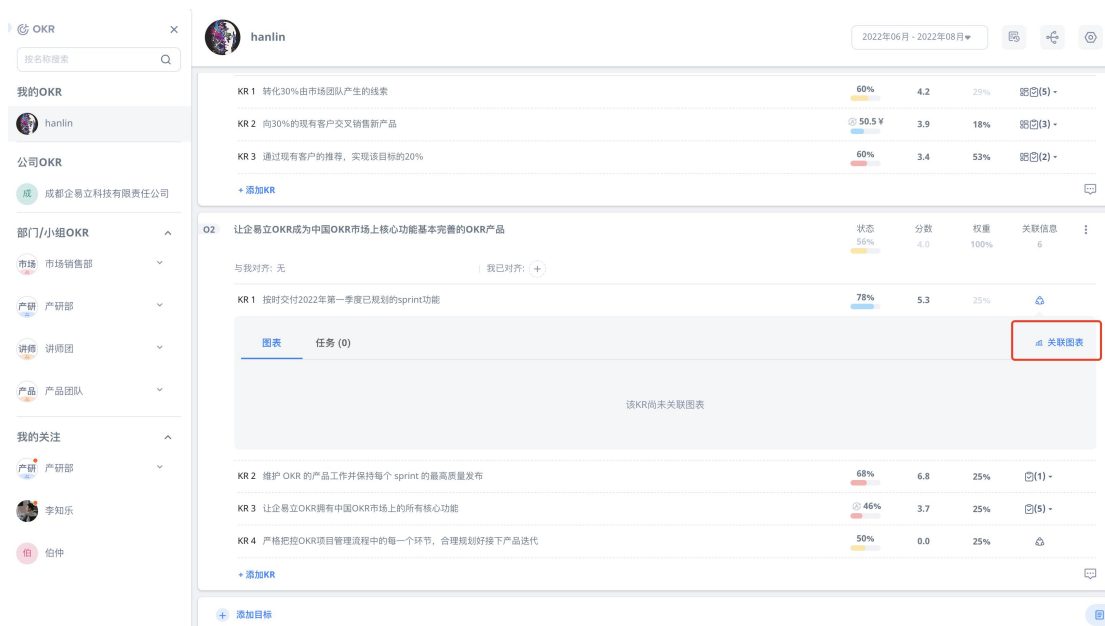 OKR
按名称搜索
我的OKR
hanlin
公司OKR
成 成都企易立科技有限责任公司
部门/小组OKR
市场 市场销售部
产研 产研部
讲师 讲师团
产品 产品团队
我的关注
产研 产研部
李知乐
伯 伯仲
hanlin
2022年06月 - 2022年08月
KR 1 转化30%由市场团队产生的线索 60% 4.2 29% (5)
KR 2 向30%的现有客户交叉销售新产品 50.5 ¥ 3.9 18% (3)
KR 3 通过现有客户的推荐，实现该目标的20% 60% 3.4 53% (2)
+ 添加KR
O2 让企易立OKR成为中国OKR市场上核心功能基本完善的OKR产品 状态 分数 权重 关联信息
56% 4.0 100% 6
与我对齐: 无 我已对齐:
KR 1 按时交付2022年第一季度已规划的sprint功能 78% 5.3 25%
图表 任务 (0) 关联图表
该KR尚未关联图表
KR 2 维护 OKR 的产品工作并保持每个 sprint 的最高质量发布 68% 6.8 25% (1)
KR 3 让企易立OKR拥有中国OKR市场上的所有核心功能 46% 3.7 25% (5)
KR 4 严格把控OKR项目管理流程中的每一个环节，合理规划好接下产品迭代 50% 0.0 25%
+ 添加KR
+ 添加目标